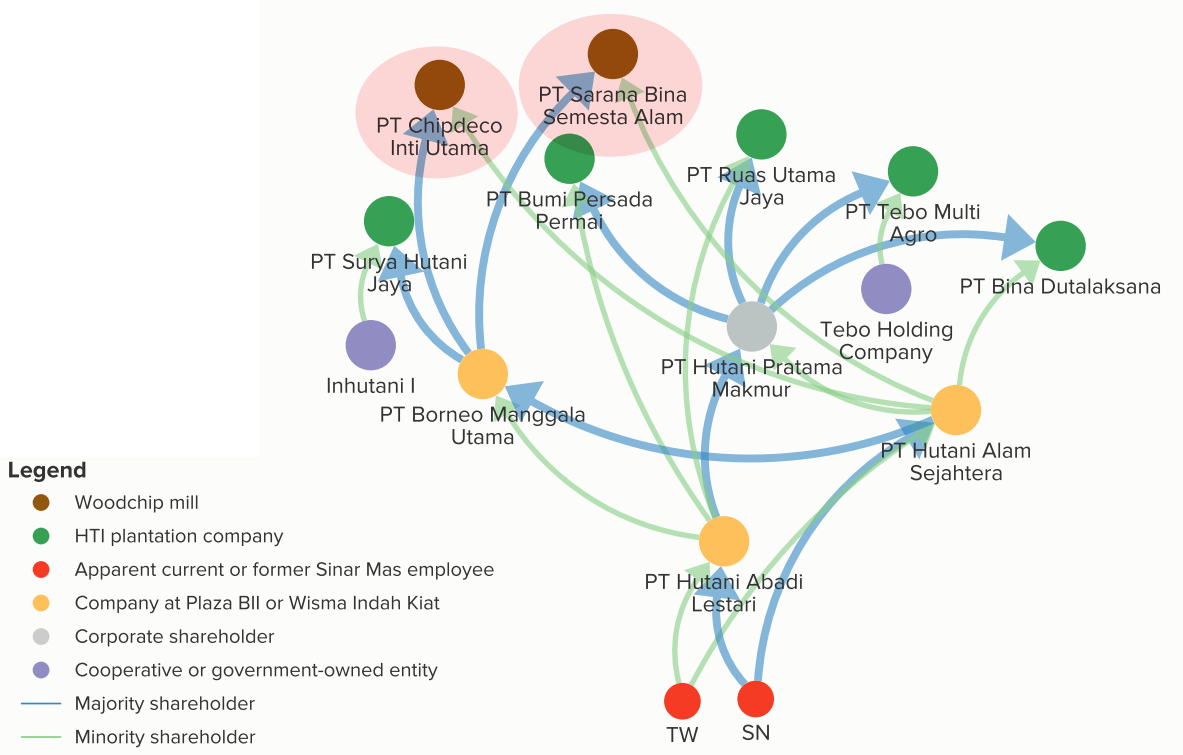 PT Sarana Bina
Semesta Alam
PT Chipdeco
Inti Utama
PT Ruas Utama
Jaya
PT Bumi Persada
Permai
PT Tebo Multi
Agro
PT Surya Hutani
Jaya
PT Bina Dutalaksana
Tebo Holding
Company
PT Hutani Pratama
Makmur
Inhutani I
PT Borneo Manggala
Utama
PT Hutani Alam
Sejahtera
PT Hutani Abadi
Lestari
TW
SN
Legend
Woodchip mill
HTI plantation company
Apparent current or former Sinar Mas employee
Company at Plaza BII or Wisma Indah Kiat
Corporate shareholder
Cooperative or government-owned entity
Majority shareholder
Minority shareholder